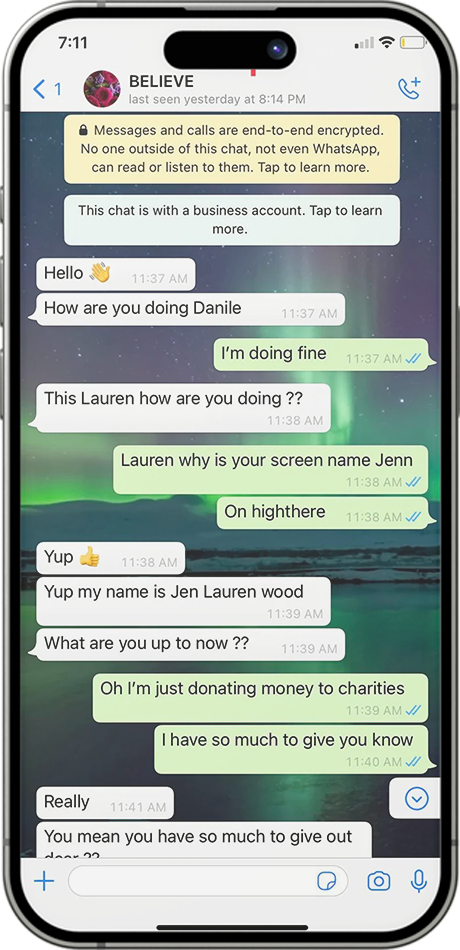 7:11
1
BELIEVE
last seen yesterday at 8:14 PM
Messages and calls are end-to-end encrypted.
No one outside of this chat, not even WhatsApp,
can read or listen to them. Tap to learn more.
This chat is with a business account. Tap to learn
more.
Hello 👋 11:37 AM
How are you doing Danile 11:37 AM
I'm doing fine 11:37 AM
This Lauren how are you doing ??
11:38 AM
Lauren why is your screen name Jenn
11:38 AM
On highthere 11:38 AM
Yup 👍 11:38 AM
Yup my name is Jen Lauren wood
11:39 AM
What are you up to now ?? 11:39 AM
Oh I'm just donating money to charities
11:39 AM
I have so much to give you know
11:40 AM
Really 11:41 AM
You mean you have so much to give out
dear ??